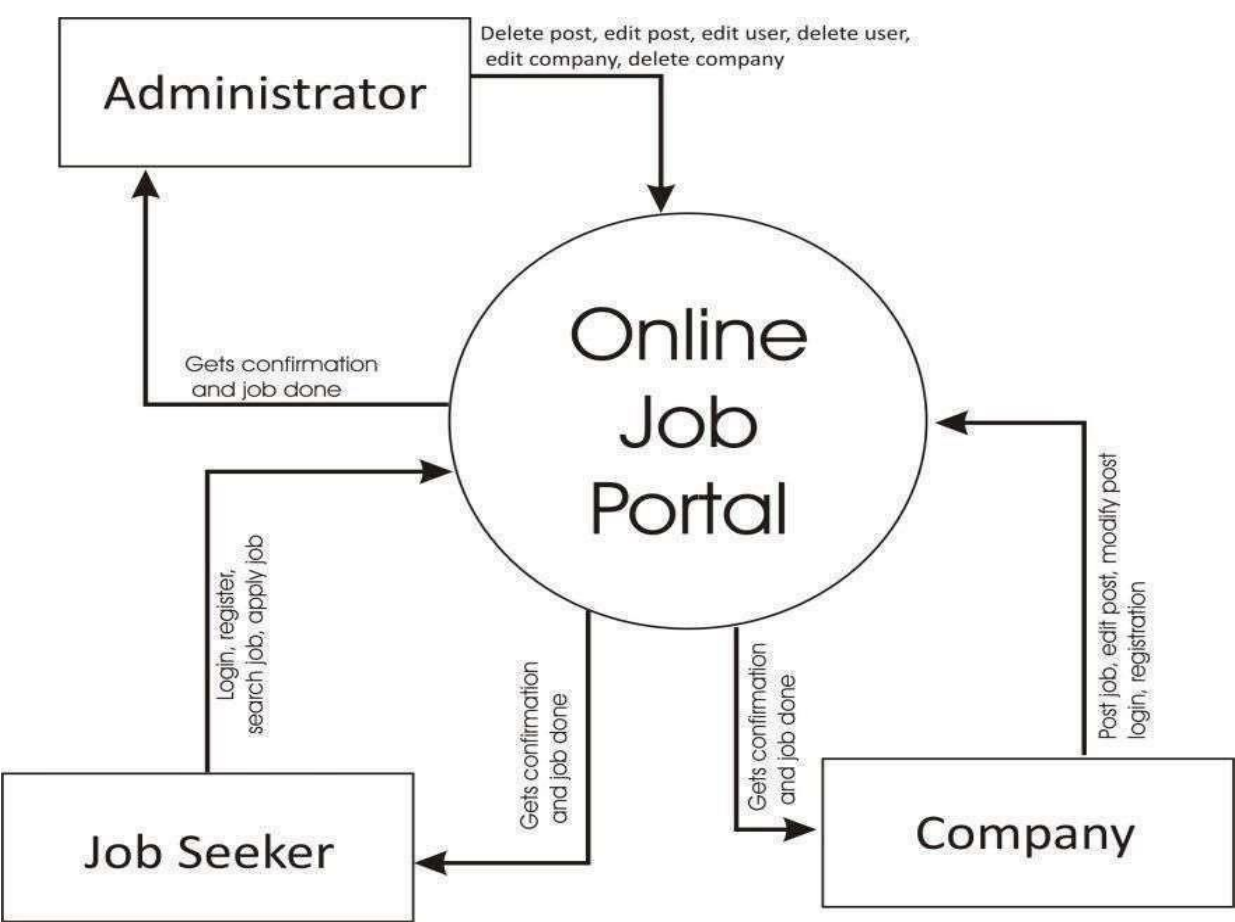 Delete post, edit post, edit user, delete user,
edit company, delete company
Administrator
Online
Job
Portal
Gets confirmation
and job done
Login, register,
search job, apply job
Gets confirmation
and job done
Gets confirmation
and job done
Post job, edit post, modify post
login, registration
Job Seeker
Company